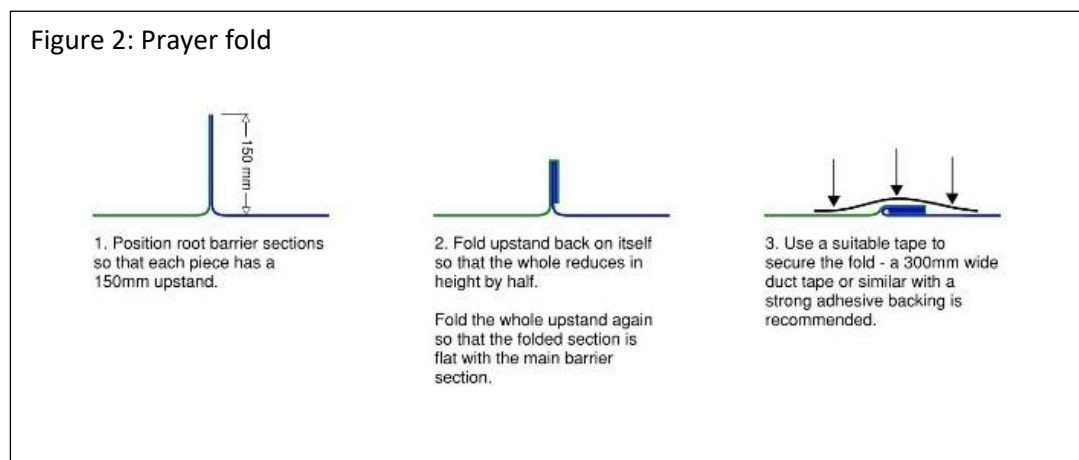 Figure 2: Prayer fold
150 mm
1. Position root barrier sections
so that each piece has a
150mm upstand.
2. Fold upstand back on itself
so that the whole reduces in
height by half.
Fold the whole upstand again
so that the folded section is
flat with the main barrier
section.
3. Use a suitable tape to
secure the fold - a 300mm wide
duct tape or similar with a
strong adhesive backing is
recommended.